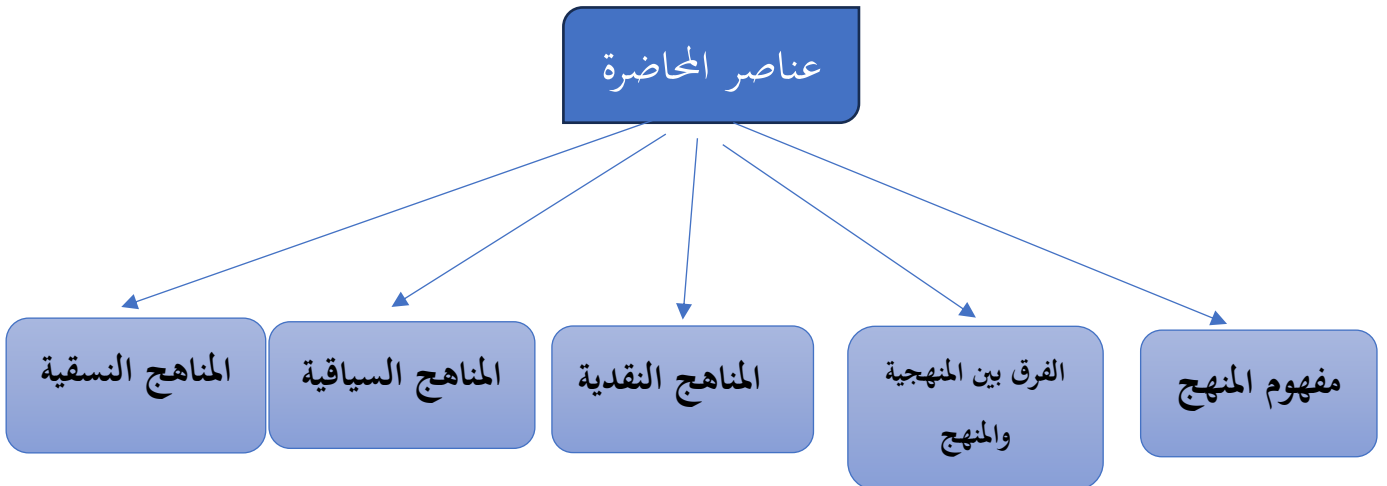 عناصر المحاضرة
مفهوم المنهج
الفرق بين المنهجية
والمنهج
المناهج النقدية
المناهج السياقية
المناهج النسقية